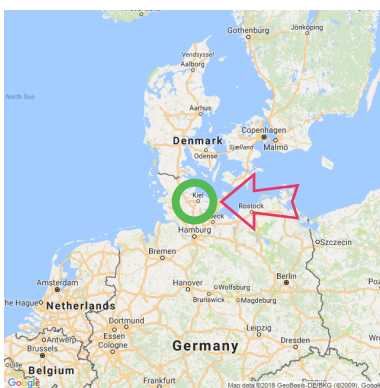 Gothenburg
Jönköping
Vendsyssel
Aalborg
North Sea
Aarhus
Denmark
Copenhagen
Sjælland
Malmö
Odense
Kiel
Rostock
Hamburg
Szczecin
Bremen
Amsterdam
Hanover
Wolfsburg
Berlin
he Hague
Netherlands
Brunswick
Magdeburg
Dortmund
Antwerp
Essen
Leipzig
Cologne
Germany
Dresden
Brussels
Belgium
Frankfurt
Google
Map data ©2018 GeoBasis-DE/BKG (©2009), Googl